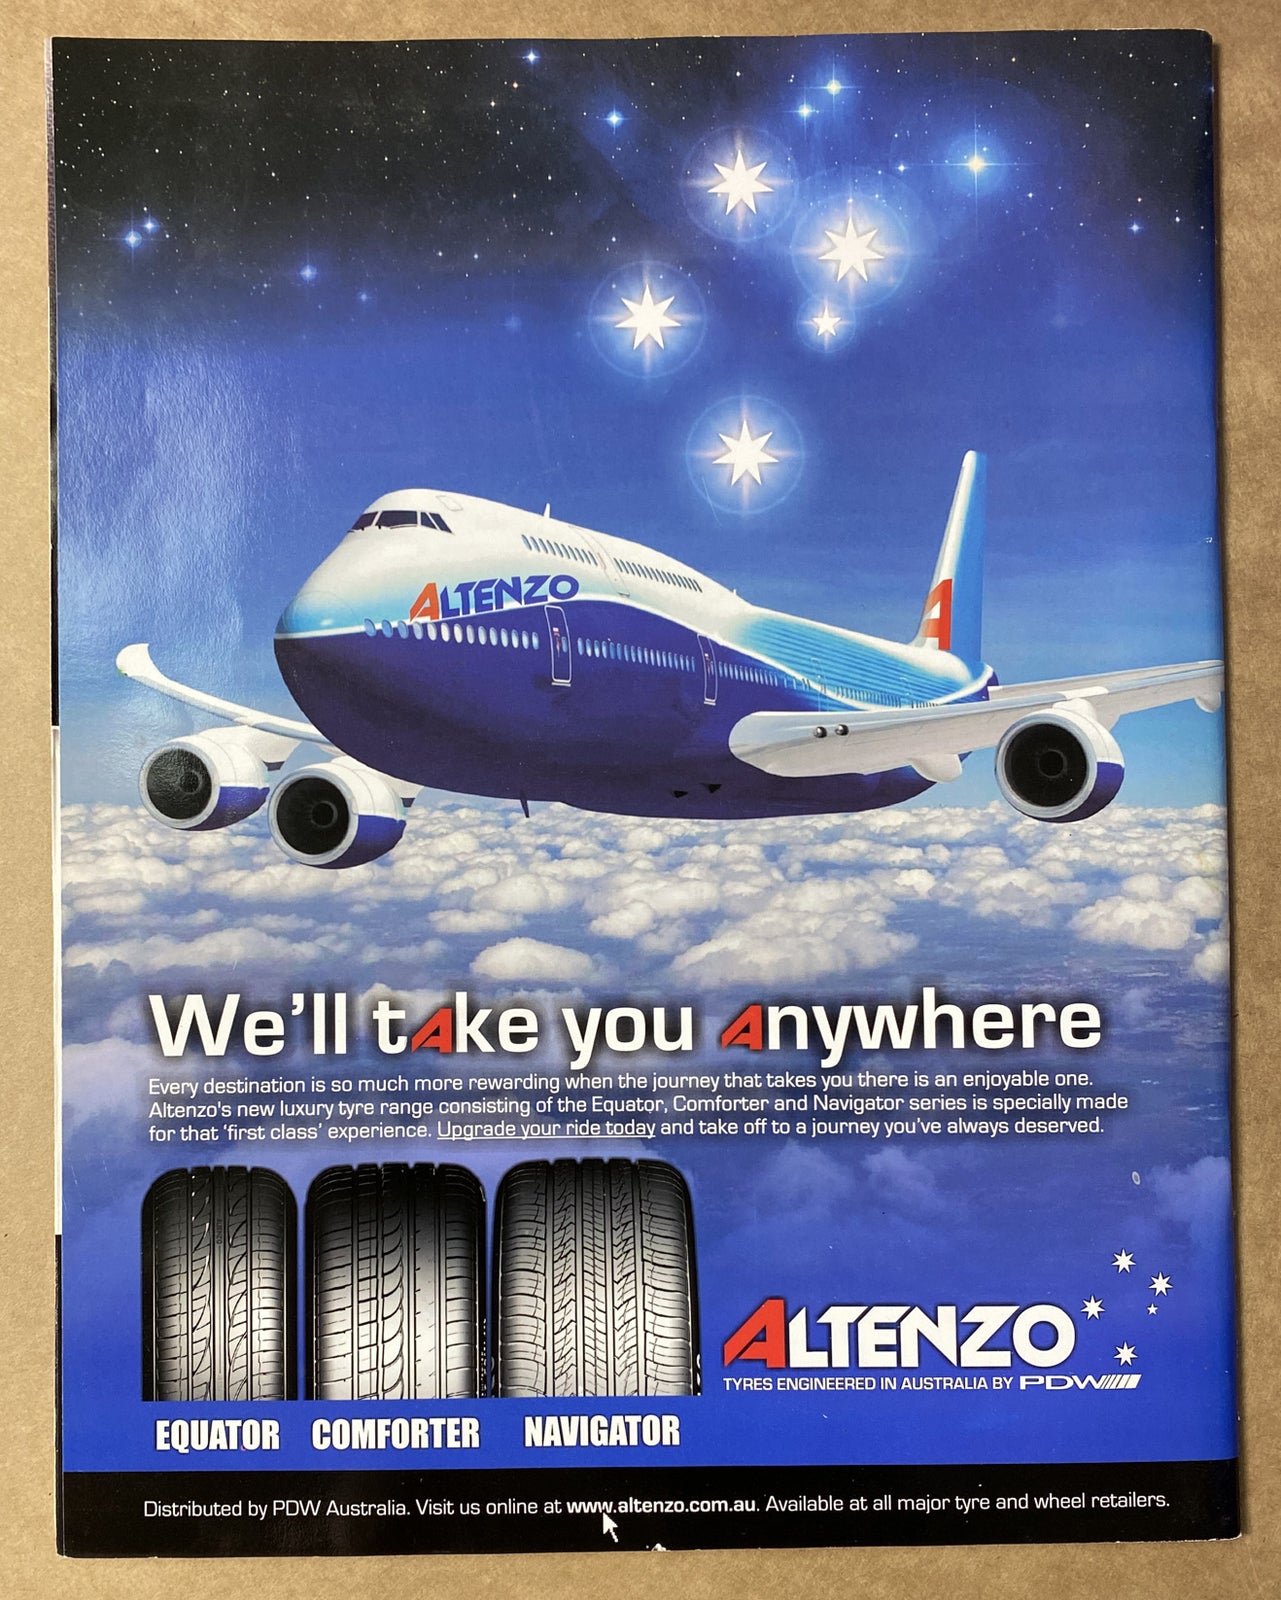 ALTENZO
A
We'll tAke you Anywhere
Every destination is so much more rewarding when the journey that takes you there is an enjoyable one.
Altenzo's new luxury tyre range consisting of the Equator, Comforter and Navigator series is specially made
for that 'first class' experience. Upgrade your ride today and take off to a journey you've always deserved.
ALTENZO
TYRES ENGINEERED IN AUSTRALIA BY PDW
EQUATOR COMFORTER NAVIGATOR
Distributed by PDW Australia. Visit us online at www.altenzo.com.au. Available at all major tyre and wheel retailers.